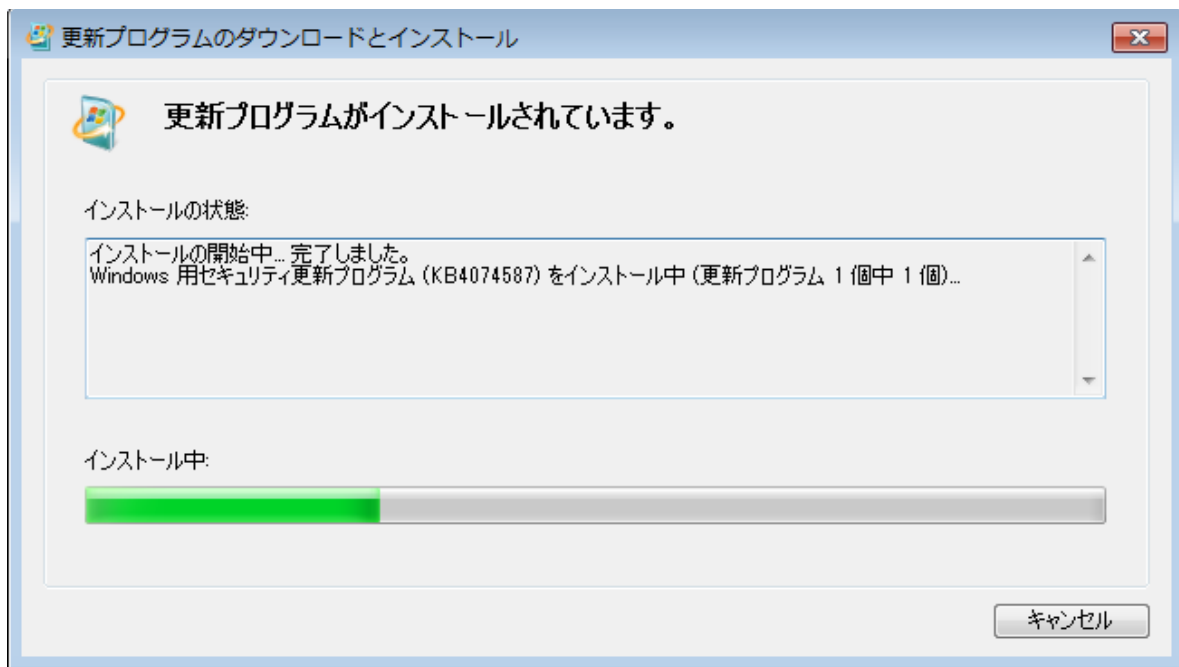 更新プログラムのダウンロードとインストール
更新プログラムがインストールされています。
インストールの状態:
インストールの開始中... 完了しました。
Windows 用セキュリティ更新プログラム (KB4074587) をインストール中 (更新プログラム 1 個中 1 個)...
インストール中:
キャンセル